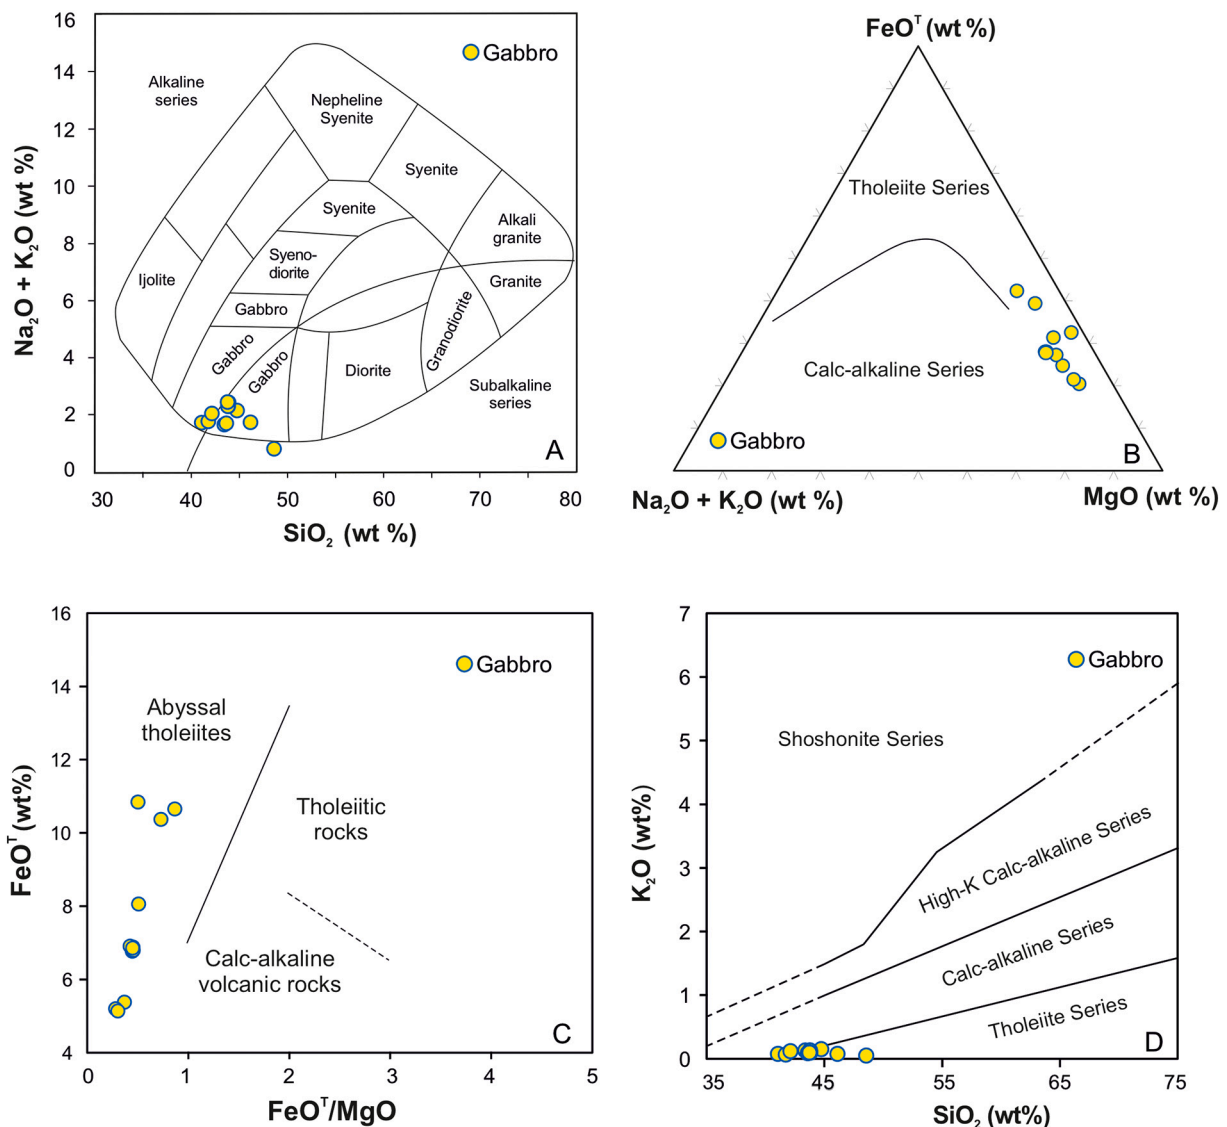 16
14
12
10
8
6
4
2
0
Na₂O + K₂O (wt %)
Gabbro
Alkaline
series
Nepheline
Syenite
Syenite
Syenite
Alkali
granite
Syeno-
diorite
Ijolite
Granite
Gabbro
Gabbro
Gabbro
Granodiorite
Diorite
Subalkaline
series
A
30
40
50
60
70
80
SiO₂ (wt %)
FeOᵀ (wt %)
Tholeiite Series
Calc-alkaline Series
Gabbro
B
Na₂O + K₂O (wt %)
MgO (wt %)
16
14
12
10
8
6
4
FeOᵀ (wt%)
Gabbro
Abyssal
tholeiites
Tholeiitic
rocks
Calc-alkaline
volcanic rocks
C
0
1
2
3
4
5
FeOᵀ/MgO
7
6
5
4
3
2
1
0
K₂O (wt%)
Gabbro
Shoshonite Series
High-K Calc-alkaline Series
Calc-alkaline Series
Tholeiite Series
D
35
45
55
65
75
SiO₂ (wt%)